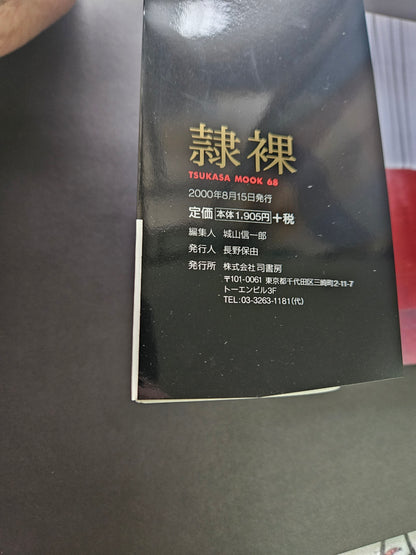 隷裸
TSUKASA MOOK 68
2000年8月15日発行
定価 本体1,905円+税
編集人 城山信一郎
発行人 長野保由
発行所 株式会社司書房
〒101-0061 東京都千代田区三崎町2-11-7
トーエンビル3F
TEL:03-3263-1181(代)